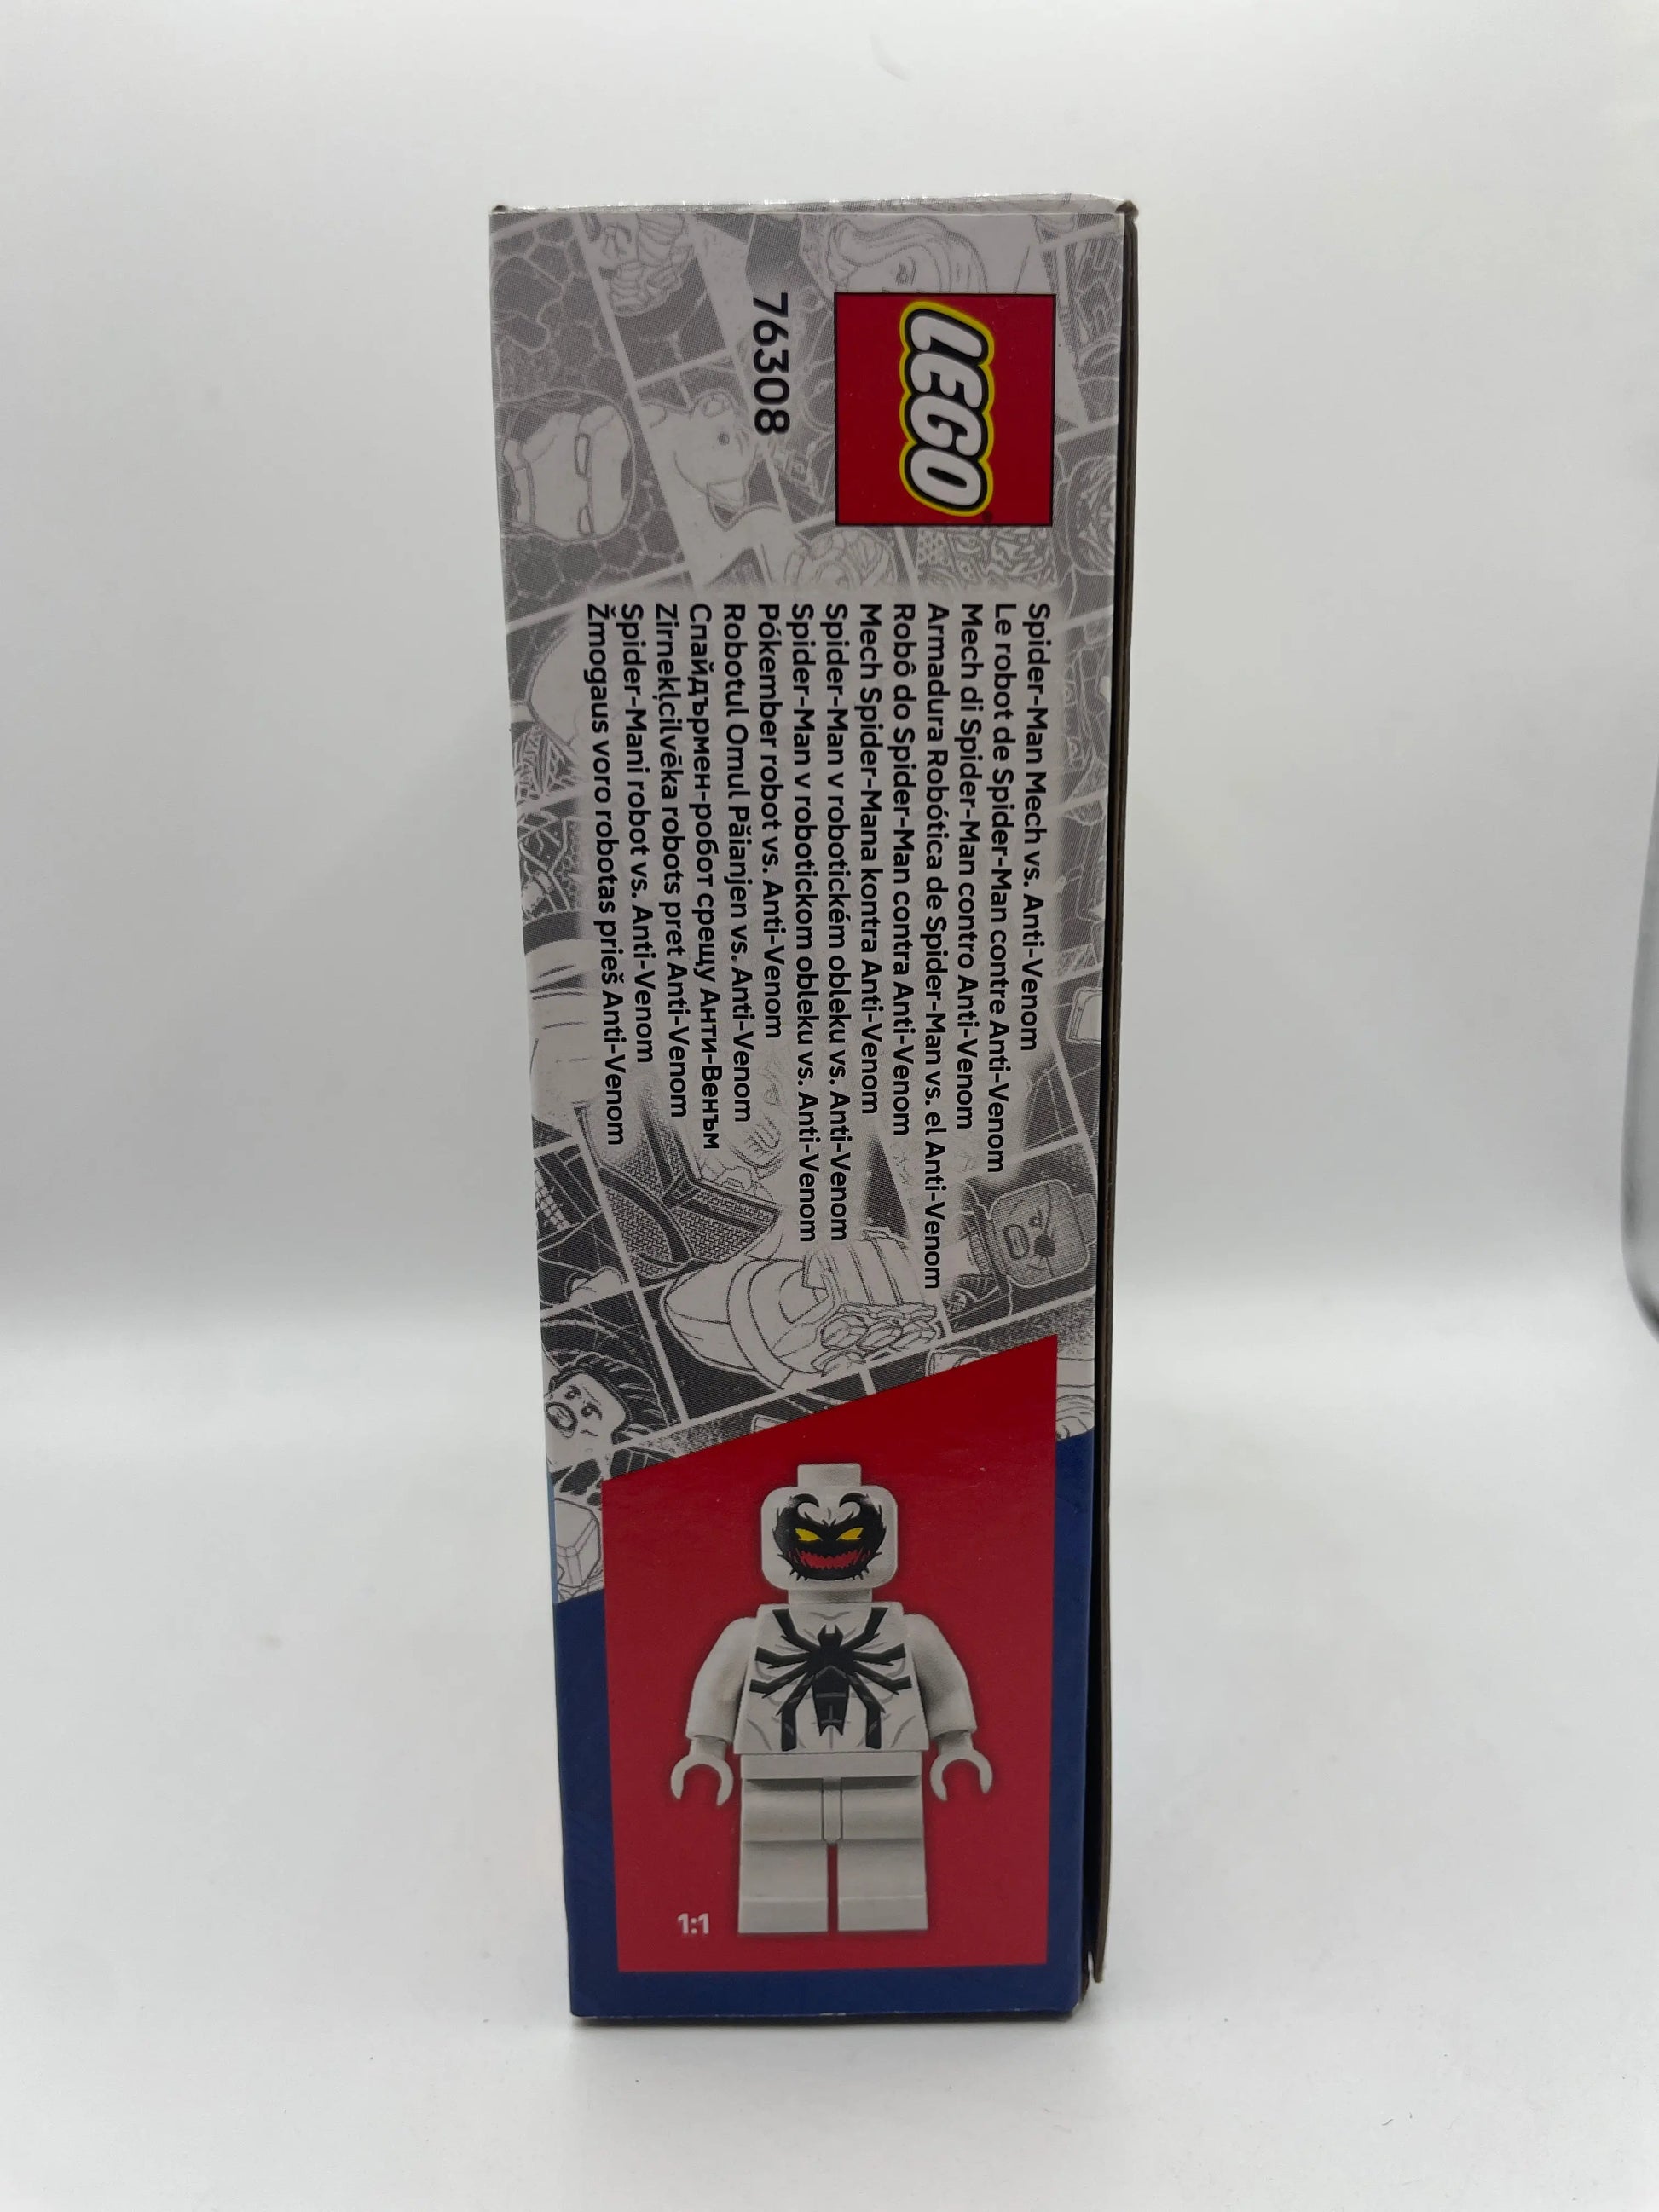 LEGO
76308
Spider-Man Mech vs. Anti-Venom
Le robot de Spider-Man contre Anti-Venom
Mech di Spider-Man contro Anti-Venom
Armadura Robótica de Spider-Man vs. el Anti-Venom
Robô do Spider-Man contra Anti-Venom
Mech Spider-Mana kontra Anti-Venom
Spider-Man v robotickém obleku vs. Anti-Venom
Spider-Man v robotickom obleku vs. Anti-Venom
Pókember robot vs. Anti-Venom
Robotul Omul Păianjen vs. Anti-Venom
Спайдърмен-робот срещу Анти-Венъм
Zirnekļcilvēka robots pret Anti-Venom
Spider-Mani robot vs. Anti-Venom
Žmogaus voro robotas prieš Anti-Venom
1:1